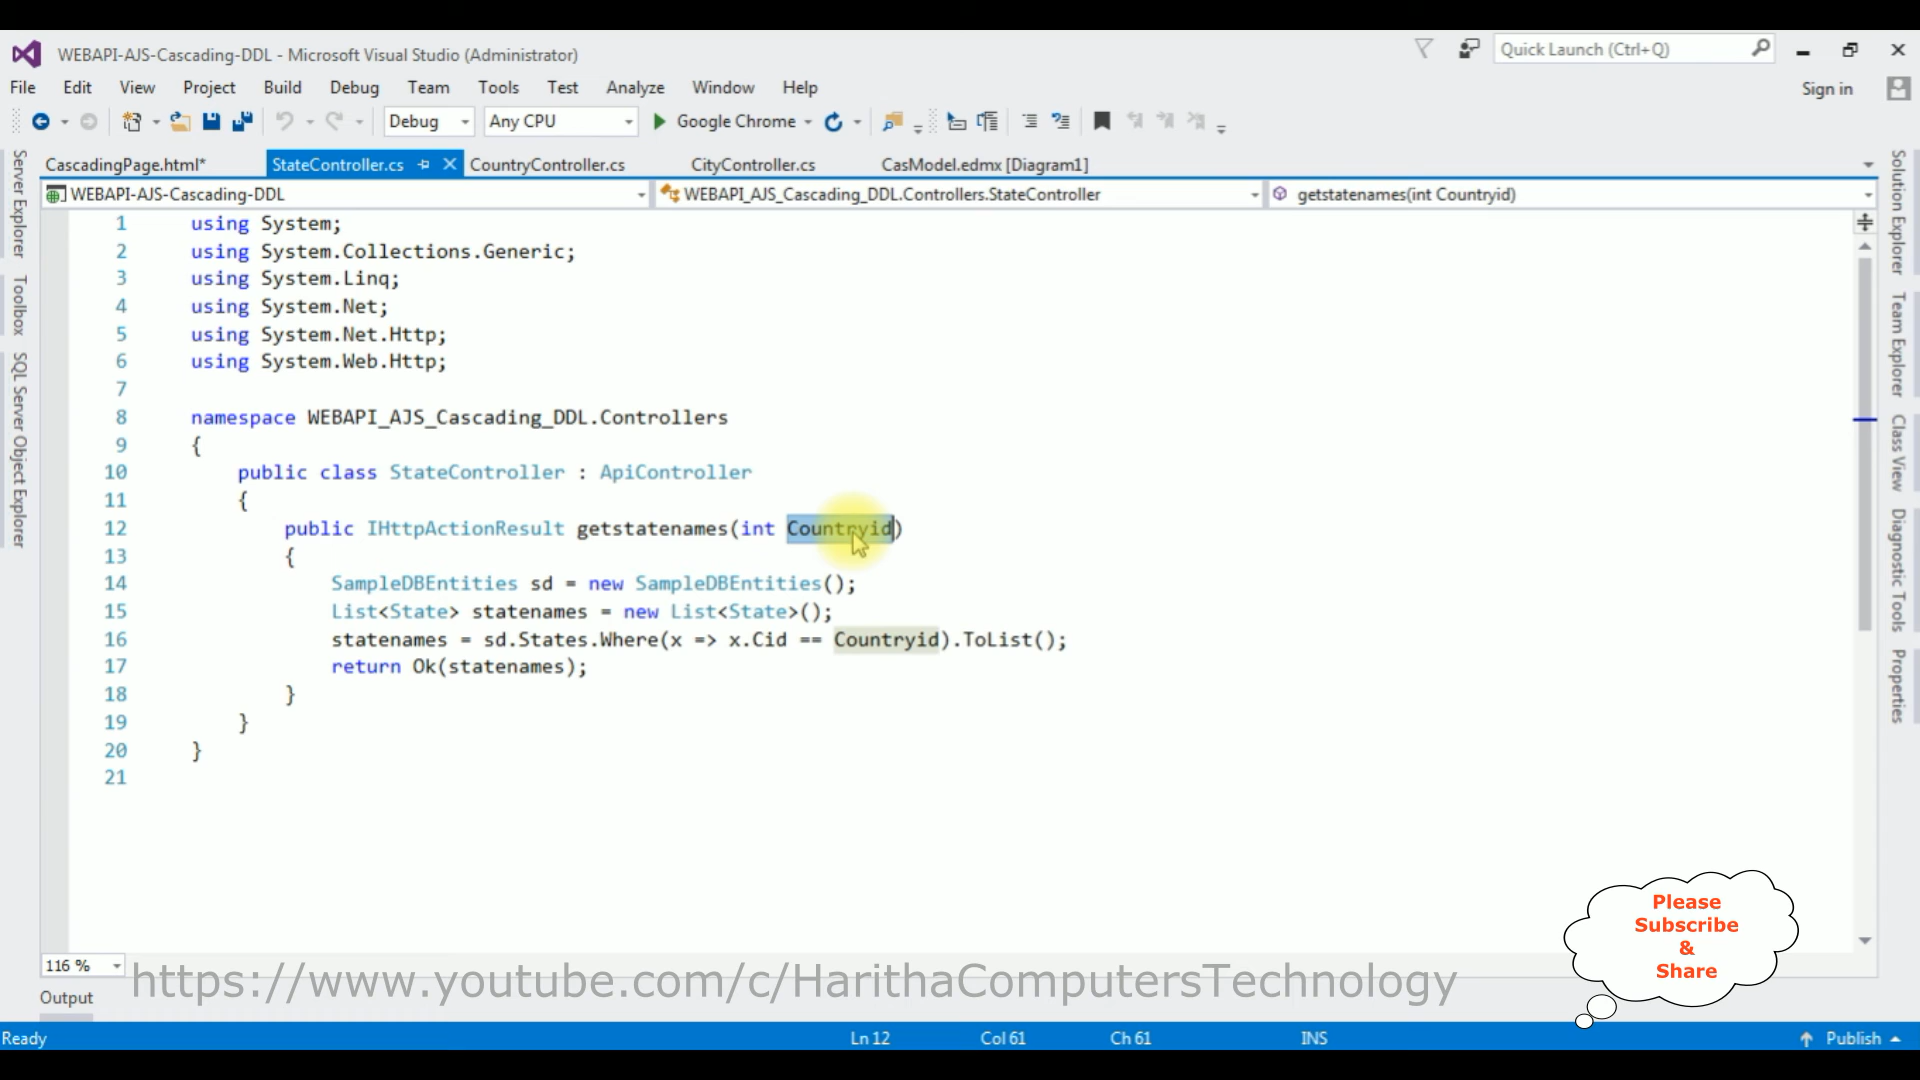 WEBAPI-AJS-Cascading-DDL - Microsoft Visual Studio (Administrator)
Quick Launch (Ctrl+Q)
File Edit View Project Build Debug Team Tools Test Analyze Window Help
Sign in
Debug Any CPU Google Chrome
CascadingPage.html* StateController.cs CountryController.cs CityController.cs CasModel.edmx [Diagram1]
WEBAPI-AJS-Cascading-DDL WEBAPI_AJS_Cascading_DDL.Controllers.StateController getstatenames(int Countryid)
Server Explorer
Toolbox
SQL Server Object Explorer
1 using System;
2 using System.Collections.Generic;
3 using System.Linq;
4 using System.Net;
5 using System.Net.Http;
6 using System.Web.Http;
7
8 namespace WEBAPI_AJS_Cascading_DDL.Controllers
9 {
10 public class StateController : ApiController
11 {
12 public IHttpActionResult getstatenames(int Countryid)
13 {
14 SampleDBEntities sd = new SampleDBEntities();
15 List<State> statenames = new List<State>();
16 statenames = sd.States.Where(x => x.Cid == Countryid).ToList();
17 return Ok(statenames);
18 }
19 }
20 }
21
Solution Explorer
Team Explorer
Class View
Diagnostic Tools
Properties
Please
Subscribe
&
Share
116 %
https://www.youtube.com/c/HarithaComputersTechnology
Output
Ready Ln 12 Col 61 Ch 61 INS Publish